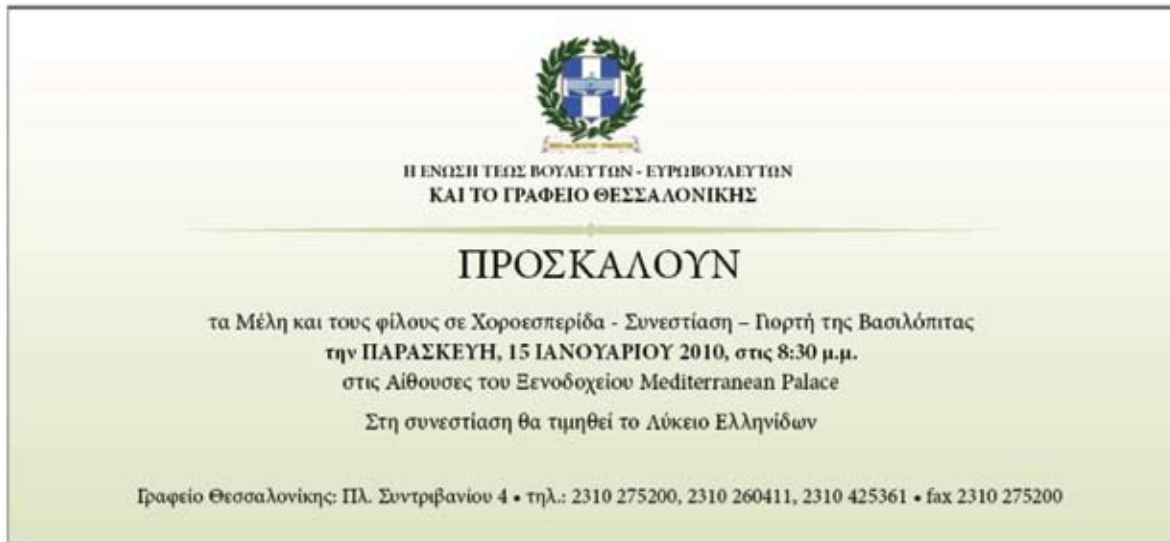 Η ΕΝΩΣΗ ΤΕΩΣ ΒΟΥΛΕΥΤΩΝ - ΕΥΡΩΒΟΥΛΕΥΤΩΝ
ΚΑΙ ΤΟ ΓΡΑΦΕΙΟ ΘΕΣΣΑΛΟΝΙΚΗΣ
ΠΡΟΣΚΑΛΟΥΝ
τα Μέλη και τους φίλους σε Χοροεσπερίδα - Συνεστίαση – Γιορτή της Βασιλόπιτας
την ΠΑΡΑΣΚΕΥΗ, 15 ΙΑΝΟΥΑΡΙΟΥ 2010, στις 8:30 μ.μ.
στις Αίθουσες του Ξενοδοχείου Mediterranean Palace
Στη συνεστίαση θα τιμηθεί το Λύκειο Ελληνίδων
Γραφείο Θεσσαλονίκης: Πλ. Συντριβανίου 4 • τηλ.: 2310 275200, 2310 260411, 2310 425361 • fax 2310 275200